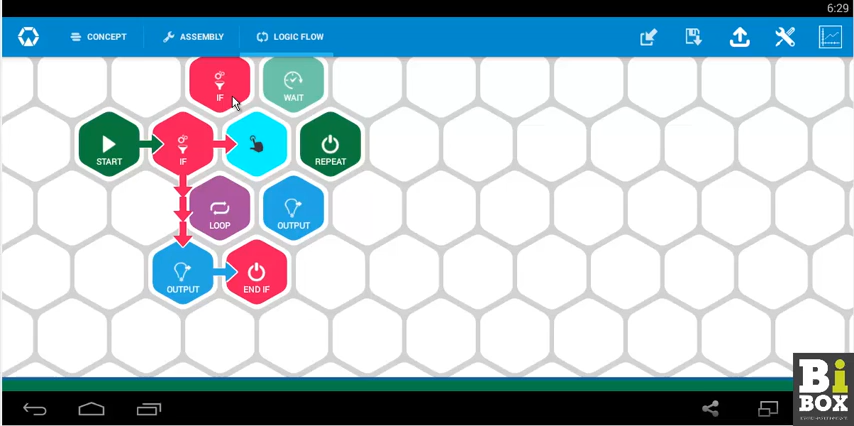 6:29
CONCEPT
ASSEMBLY
LOGIC FLOW
IF
WAIT
START
IF
REPEAT
LOOP
OUTPUT
OUTPUT
END IF
Bi
BOX